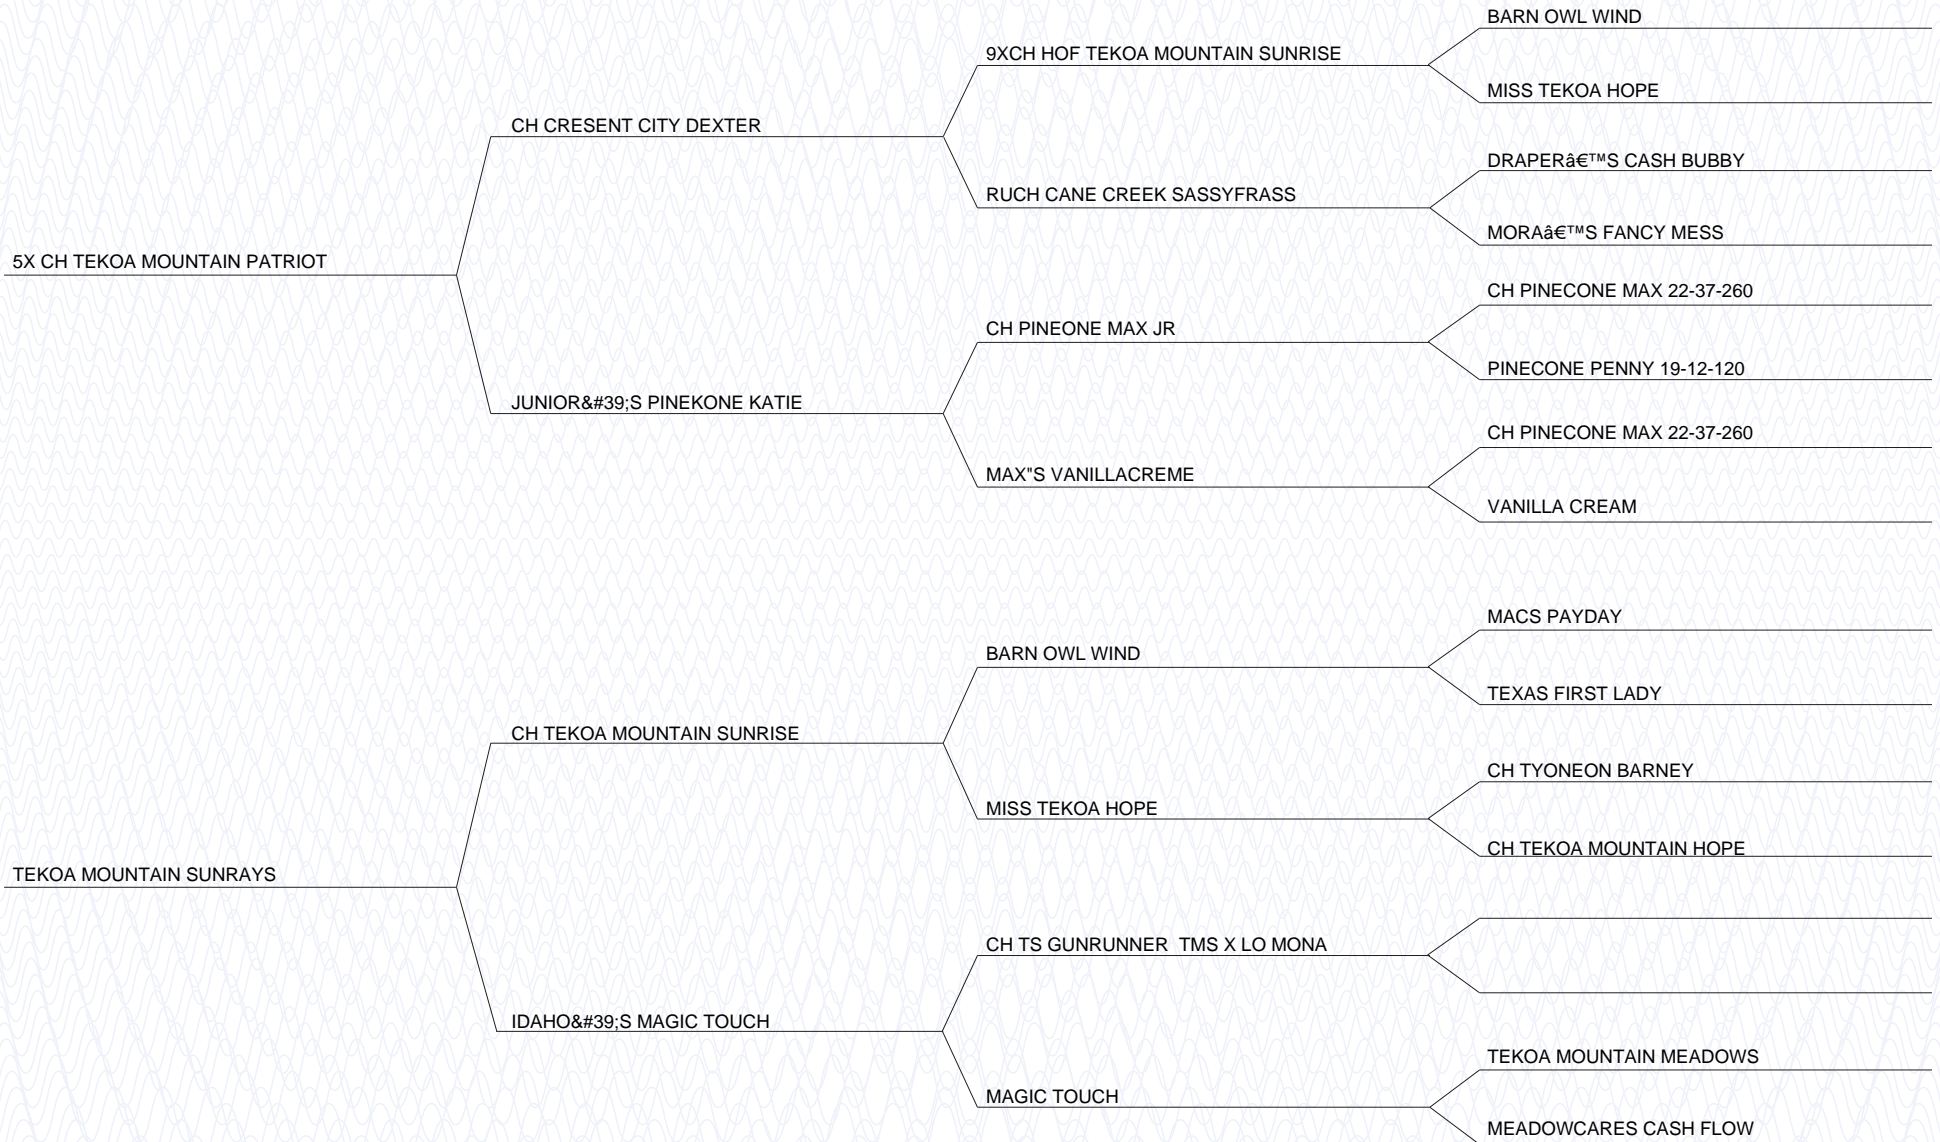 BARN OWL WIND
9XCH HOF TEKOA MOUNTAIN SUNRISE
MISS TEKOA HOPE
CH CRESENT CITY DEXTER
DRAPERâ€™S CASH BUBBY
RUCH CANE CREEK SASSYFRASS
MORAâ€™S FANCY MESS
5X CH TEKOA MOUNTAIN PATRIOT
CH PINECONE MAX 22-37-260
CH PINEONE MAX JR
PINECONE PENNY 19-12-120
JUNIOR&#39;S PINEKONE KATIE
CH PINECONE MAX 22-37-260
MAX"S VANILLACREME
VANILLA CREAM
MACS PAYDAY
BARN OWL WIND
TEXAS FIRST LADY
CH TEKOA MOUNTAIN SUNRISE
CH TYONEON BARNEY
MISS TEKOA HOPE
CH TEKOA MOUNTAIN HOPE
TEKOA MOUNTAIN SUNRAYS
CH TS GUNRUNNER  TMS X LO MONA
IDAHO&#39;S MAGIC TOUCH
TEKOA MOUNTAIN MEADOWS
MAGIC TOUCH
MEADOWCARES CASH FLOW